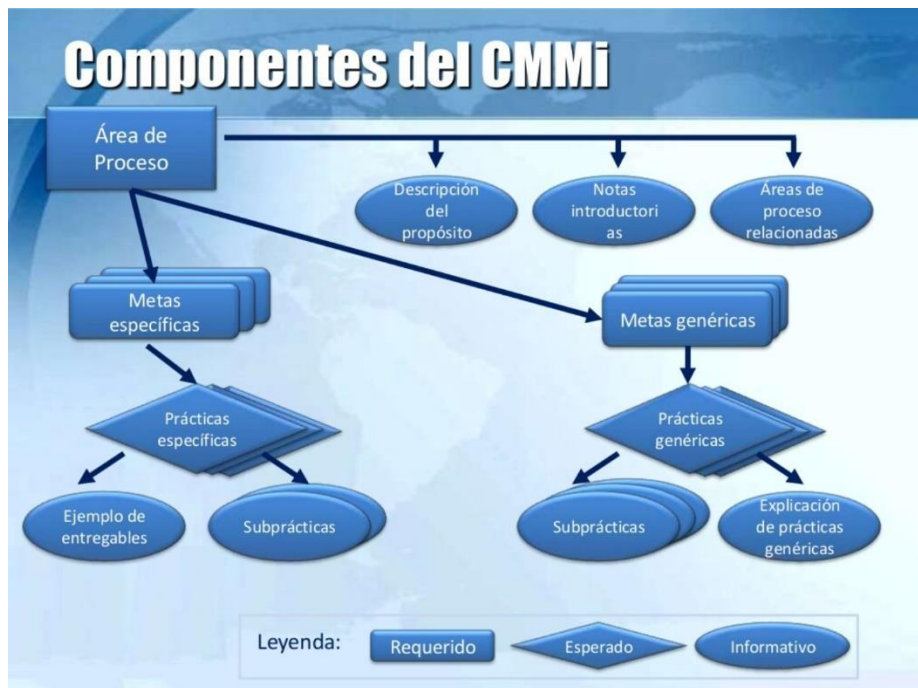 Componentes del CMMi
Área de
Proceso
Descripción
del
propósito
Notas
introductori
as
Áreas de
proceso
relacionadas
Metas
específicas
Metas genéricas
Prácticas
específicas
Prácticas
genéricas
Ejemplo de
entregables
Subprácticas
Subprácticas
Explicación
de prácticas
genéricas
Leyenda:
Requerido
Esperado
Informativo